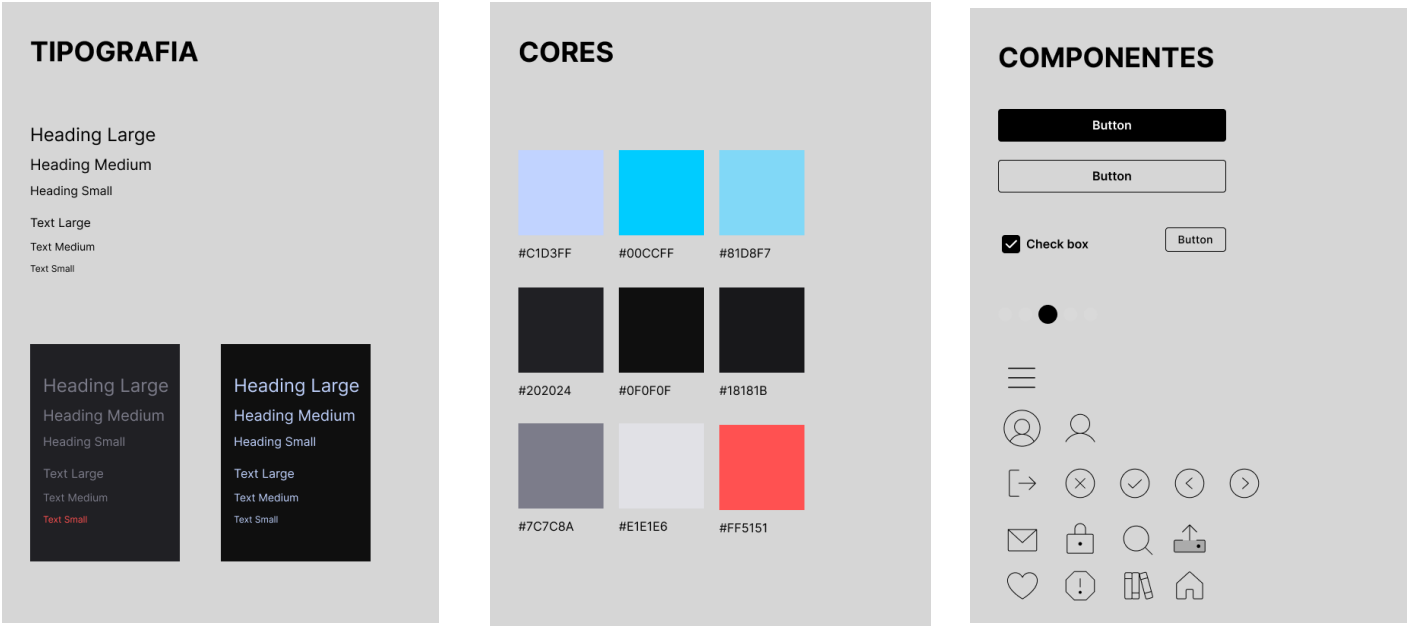 TIPOGRAFIA
Heading Large
Heading Medium
Heading Small
Text Large
Text Medium
Text Small
Heading Large
Heading Medium
Heading Small
Text Large
Text Medium
Text Small
Heading Large
Heading Medium
Heading Small
Text Large
Text Medium
Text Small
CORES
#C1D3FF #00CCFF #81D8F7
#202024 #0F0F0F #18181B
#7C7C8A #E1E1E6 #FF5151
COMPONENTES
Button
Button
Check box Button